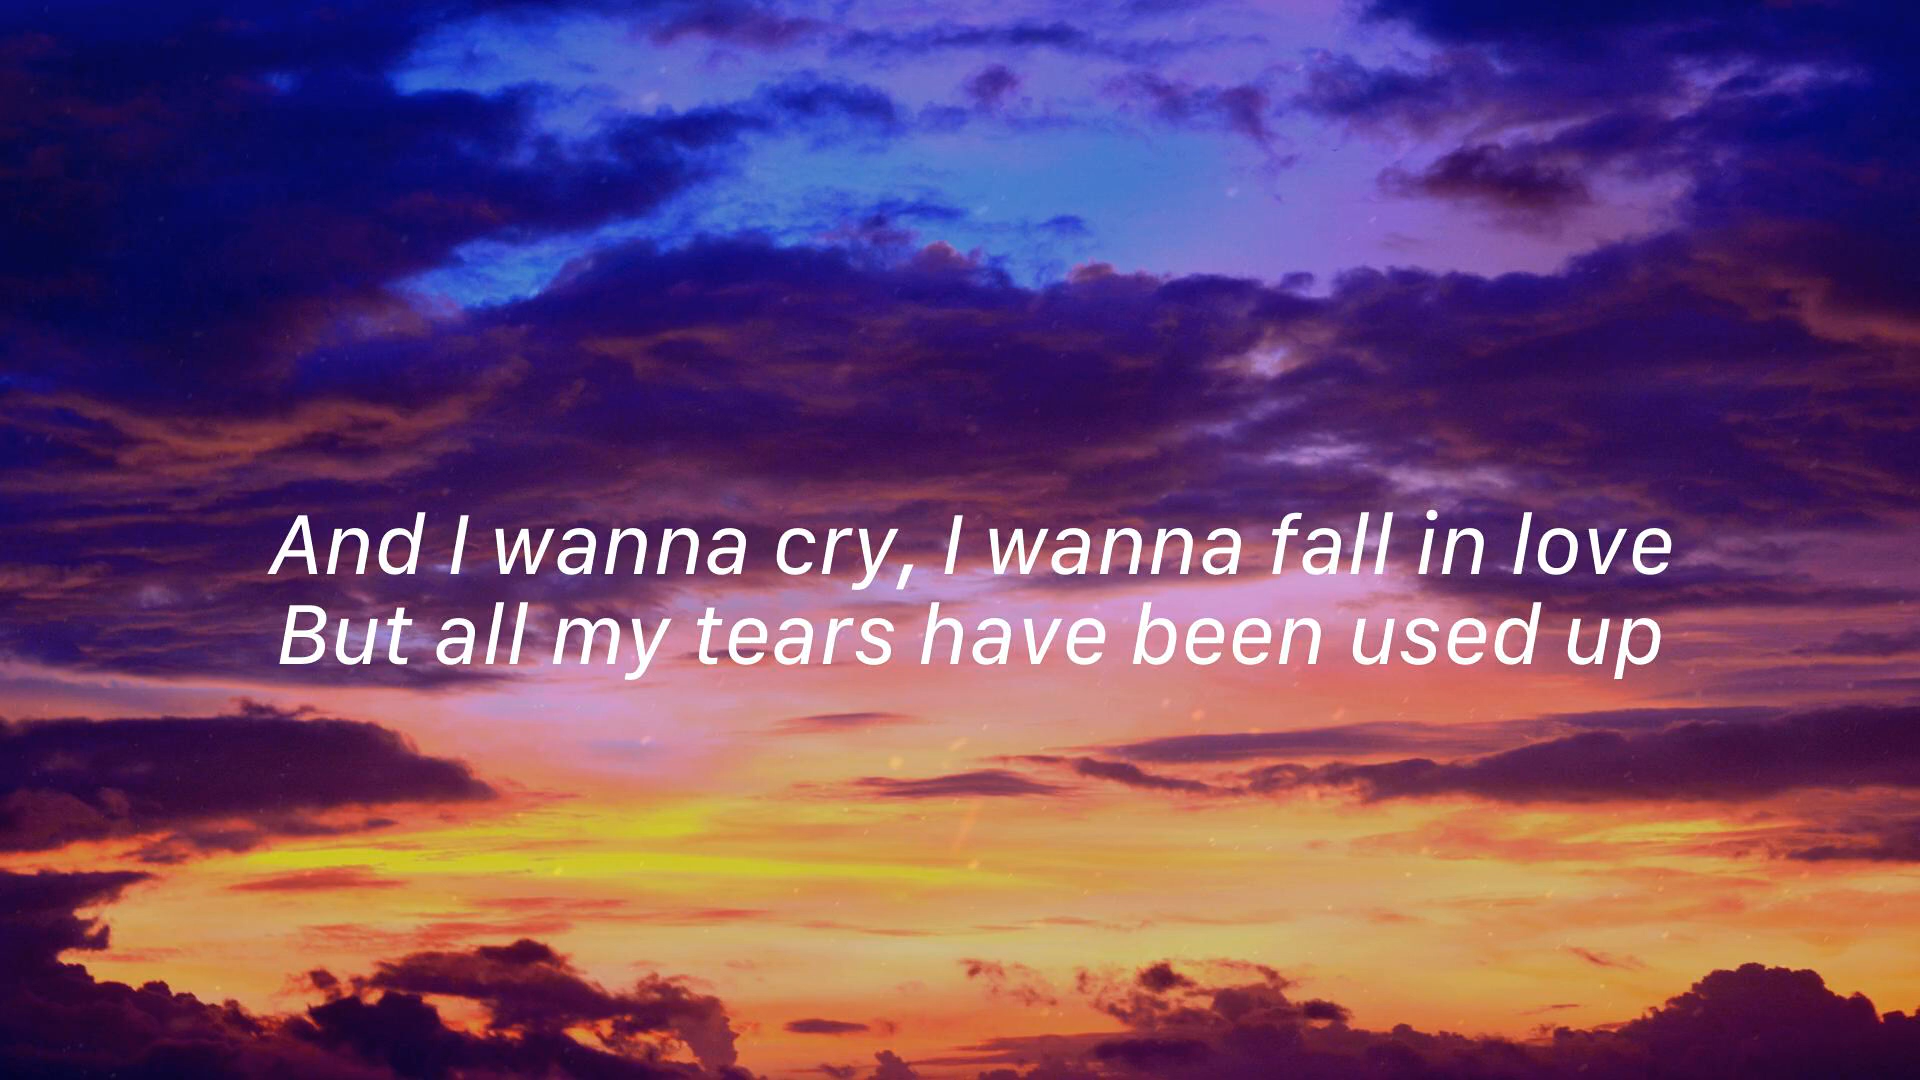 And I wanna cry, I wanna fall in love
But all my tears have been used up